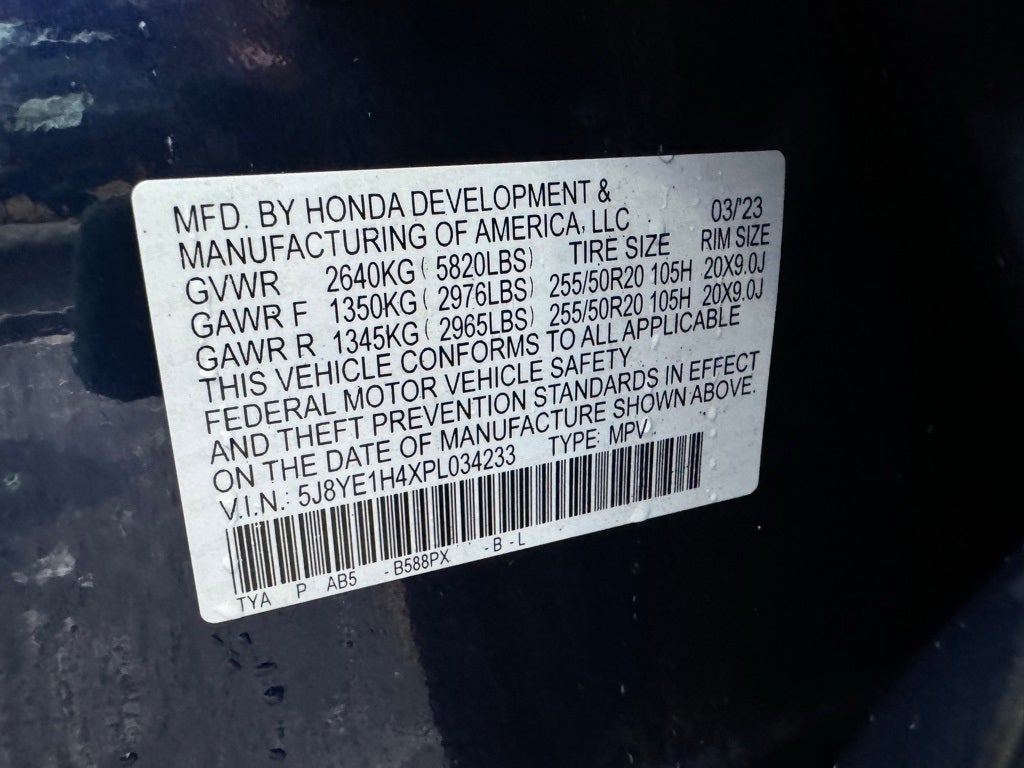 MFD. BY HONDA DEVELOPMENT & 03/'23
MANUFACTURING OF AMERICA, LLC RIM SIZE
GVWR 2640KG ( 5820LBS) TIRE SIZE 20X9.0J
GAWR F 1350KG ( 2976LBS) 255/50R20 105H 20X9.0J
GAWR R 1345KG ( 2965LBS) 255/50R20 105H
THIS VEHICLE CONFORMS TO ALL APPLICABLE
FEDERAL MOTOR VEHICLE SAFETY
AND THEFT PREVENTION STANDARDS IN EFFECT
ON THE DATE OF MANUFACTURE SHOWN ABOVE.
V.I.N.: 5J8YE1H4XPL034233 TYPE: MPV
TYA P AB5 -B588PX -B -L